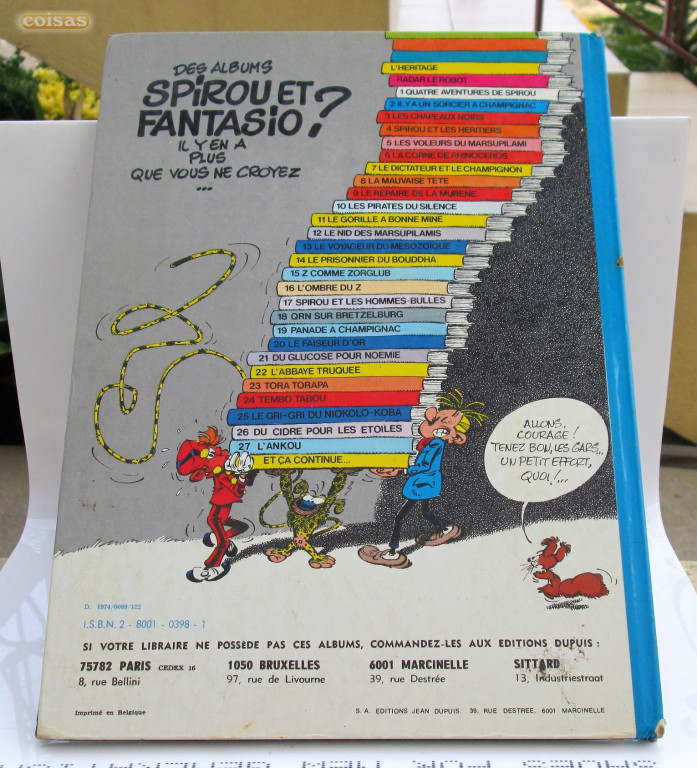 coisas
DES ALBUMS
SPIROU ET
FANTASIO?
IL Y EN A
PLUS
QUE VOUS NE CROYEZ
...
L'HERITAGE
RADAR LE ROBOT
1 QUATRE AVENTURES DE SPIROU
2 IL Y A UN SORCIER A CHAMPIGNAC
3 LES CHAPEAUX NOIRS
4 SPIROU ET LES HERITIERS
5 LES VOLEURS DU MARSUPILAMI
6 LA CORNE DE RHINOCEROS
7 LE DICTATEUR ET LE CHAMPIGNON
8 LA MAUVAISE TETE
9 LE REPAIRE DE LA MURENE
10 LES PIRATES DU SILENCE
11 LE GORILLE A BONNE MINE
12 LE NID DES MARSUPILAMIS
13 LE VOYAGEUR DU MESOZOIQUE
14 LE PRISONNIER DU BOUDDHA
15 Z COMME ZORGLUB
16 L'OMBRE DU Z
17 SPIROU ET LES HOMMES-BULLES
18 QRN SUR BRETZELBURG
19 PANADE A CHAMPIGNAC
20 LE FAISEUR D'OR
21 DU GLUCOSE POUR NOEMIE
22 L'ABBAYE TRUQUEE
23 TORA TORAPA
24 TEMBO TABOU
25 LE GRI-GRI DU NIOKOLO-KOBA
26 DU CIDRE POUR LES ETOILES
27 L'ANKOU
ET ÇA CONTINUE...
ALLONS,
COURAGE!
TENEZ BON, LES GARS...
UN PETIT EFFORT,
QUOI!...
D. 1974/0089/122
I.S.B.N. 2 - 8001 - 0398 - 1
SI VOTRE LIBRAIRE NE POSSEDE PAS CES ALBUMS, COMMANDEZ-LES AUX EDITIONS DUPUIS :
75782 PARIS CEDEX 16 1050 BRUXELLES 6001 MARCINELLE SITTARD
8, rue Bellini 97, rue de Livourne 39, rue Destrée 13, Industriestraat
Imprimé en Belgique S. A. EDITIONS JEAN DUPUIS. 39. RUE DESTREE. 6001 MARCINELLE